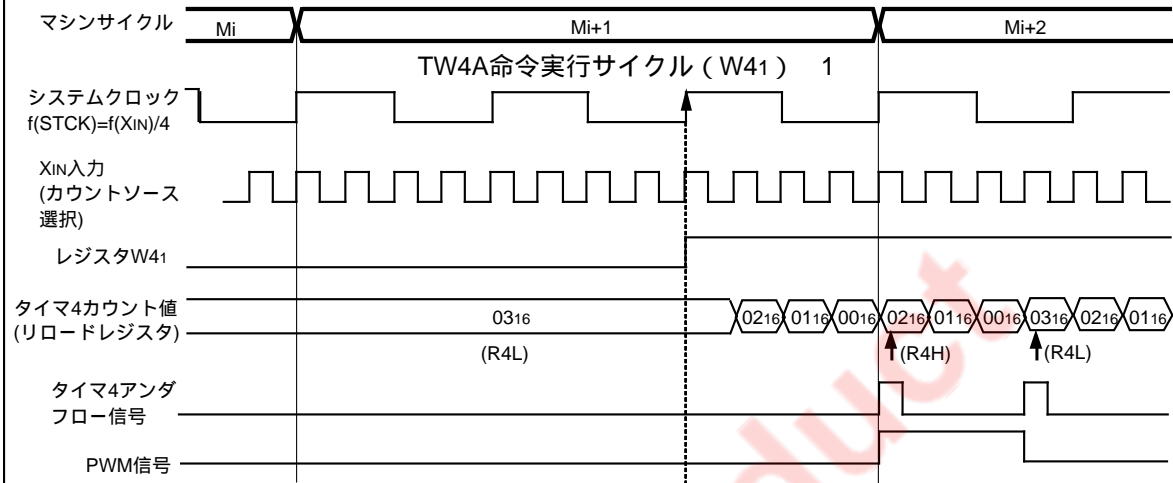 マシンサイクル Mi Mi+1 Mi+2
TW4A命令実行サイクル（W41） 1
システムクロック
f(STCK)=f(XIN)/4
XIN入力
(カウントソース
選択)
レジスタW41
タイマ4カウント値
(リロードレジスタ)
0316 0216 0116 0016 0216 0116 0016 0316 0216 0116
(R4L) (R4H) (R4L)
タイマ4アンダ
フロー信号
PWM信号
duct